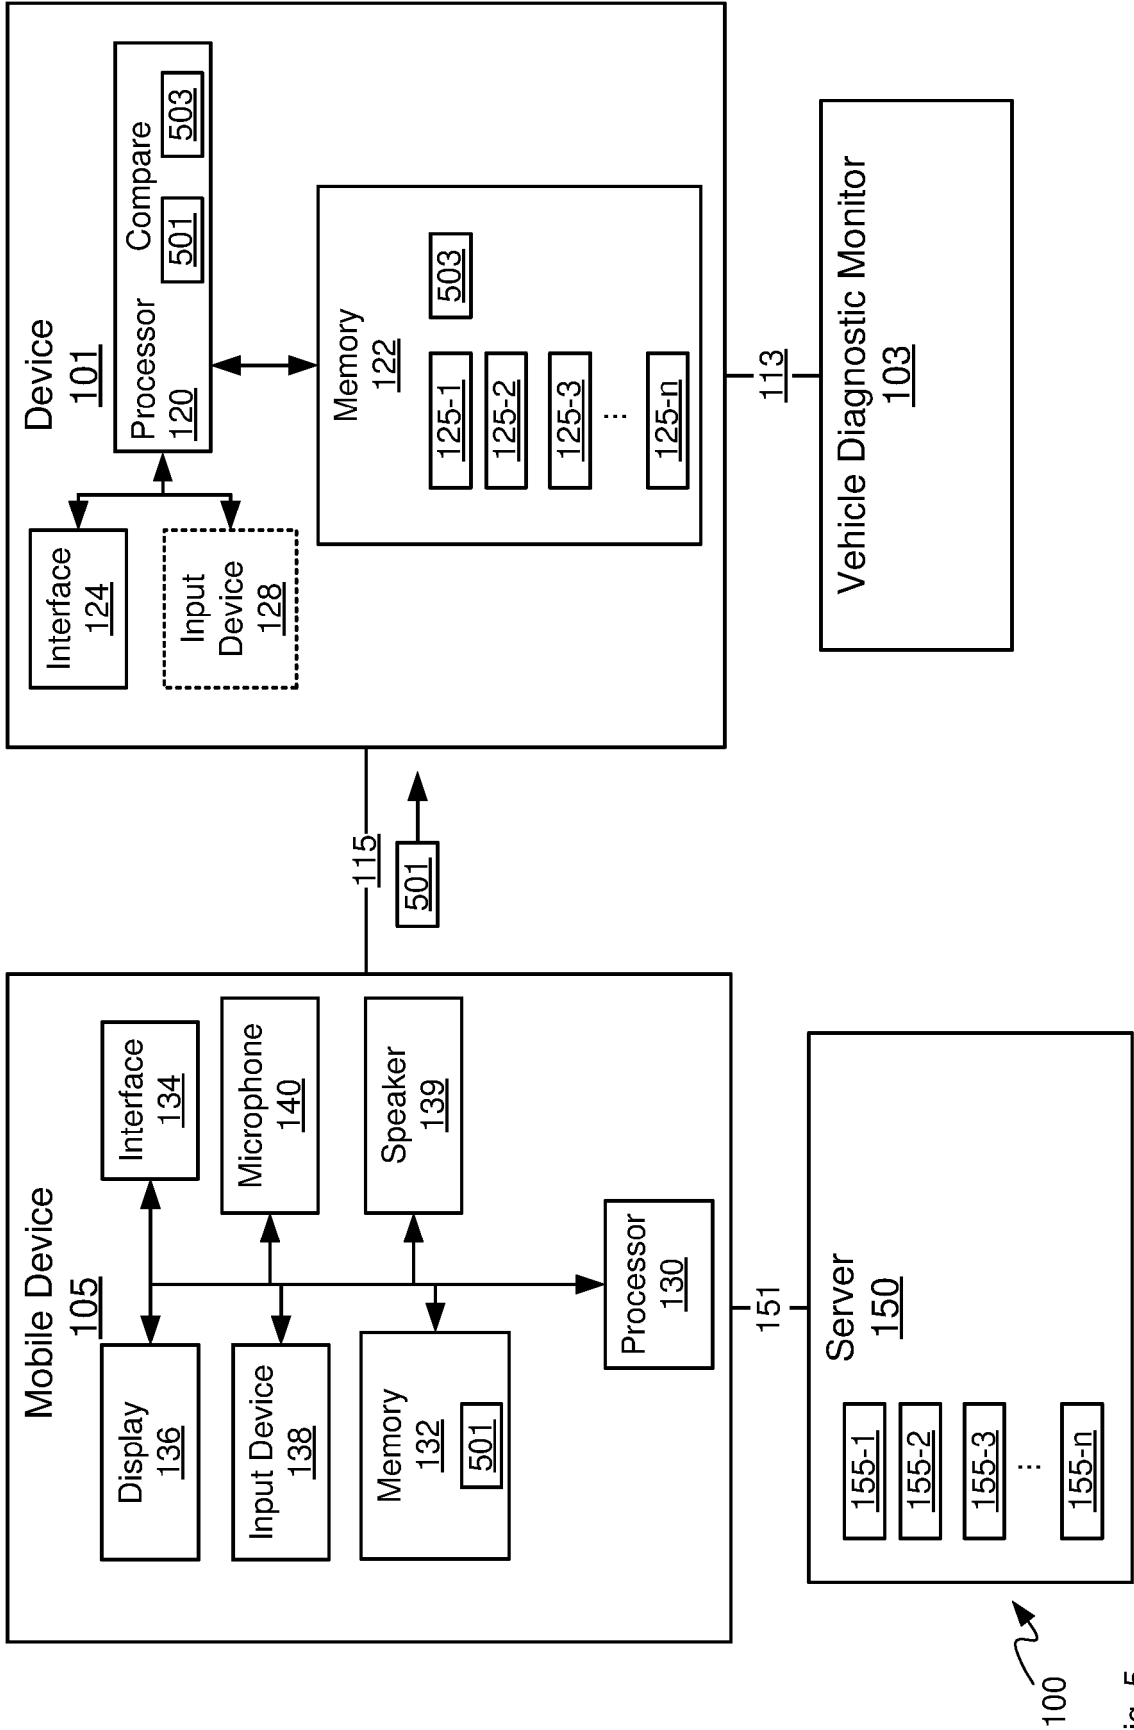 Mobile Device
105
Display
136
Interface
134
Input Device
138
Microphone
140
Memory
132
501
Speaker
139
Processor
130
151
Server
150
155-1
155-2
155-3
...
155-n
115
501
Device
101
Interface
124
Input
Device
128
Processor
120
Compare
501
503
Memory
122
125-1
125-2
125-3
...
125-n
503
113
Vehicle Diagnostic Monitor
103
100